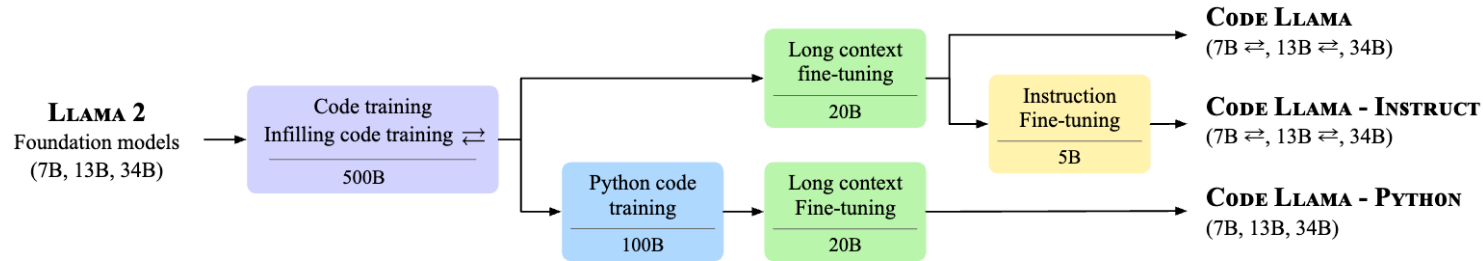 LLAMA 2
Foundation models
(7B, 13B, 34B)
Code training
Infilling code training ⇄
500B
Python code
training
100B
Long context
fine-tuning
20B
Long context
Fine-tuning
20B
Instruction
Fine-tuning
5B
CODE LLAMA
(7B ⇄, 13B ⇄, 34B)
CODE LLAMA - INSTRUCT
(7B ⇄, 13B ⇄, 34B)
CODE LLAMA - PYTHON
(7B, 13B, 34B)